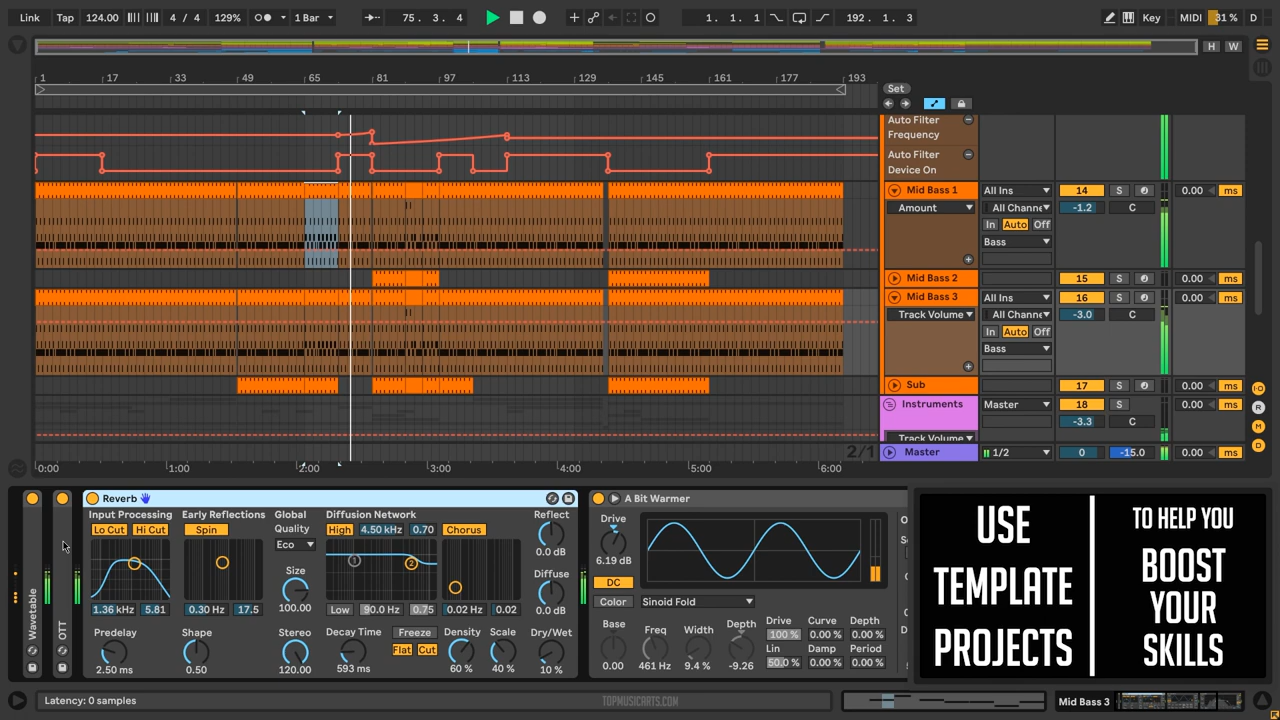 Link Tap 124.00 4 / 4 129% 1 Bar 75. 3. 4 1. 1. 1 192. 1. 3 Key MIDI 31 % D
H W
1 17 33 49 65 81 97 113 129 145 161 177 193
Set
Auto Filter
Frequency
Auto Filter
Device On
Mid Bass 1 All Ins 14 S 0.00 ms
Amount All Channe -1.2 C
In Auto Off
Bass
Mid Bass 2 15 S 0.00 ms
Mid Bass 3 All Ins 16 S 0.00 ms
Track Volume All Channe -3.0 C
In Auto Off
Bass
Sub 17 S 0.00 ms
Instruments Master 18 S 0.00 ms
-3.3 C
Track Volume
2/1
Master 1/2 0 -15.0 0.00 ms
0:00 1:00 2:00 3:00 4:00 5:00 6:00
I·O
R
M
D
Wavetable
OTT
Reverb
Input Processing Early Reflections Global Diffusion Network Reflect
Lo Cut Hi Cut Spin Quality High 4.50 kHz 0.70 Chorus
Eco
0.0 dB
Size Diffuse
100.00
1.36 kHz 5.81 0.30 Hz 17.5 Low 90.0 Hz 0.75 0.02 Hz 0.02 0.0 dB
Predelay Shape Stereo Decay Time Freeze Density Scale Dry/Wet
Flat Cut
2.50 ms 0.50 120.00 593 ms 60 % 40 % 10 %
A Bit Warmer
Drive
6.19 dB
DC
Color Sinoid Fold
Base Freq Width Depth Drive Curve Depth
100 % 0.00 % 0.00 %
Lin Damp Period
0.00 461 Hz 9.4 % -9.26 50.0 % 0.00 % 0.00 %
USE
TEMPLATE
PROJECTS
TO HELP YOU
BOOST
YOUR
SKILLS
Latency: 0 samples
TOPMUSICARTS.COM
Mid Bass 3